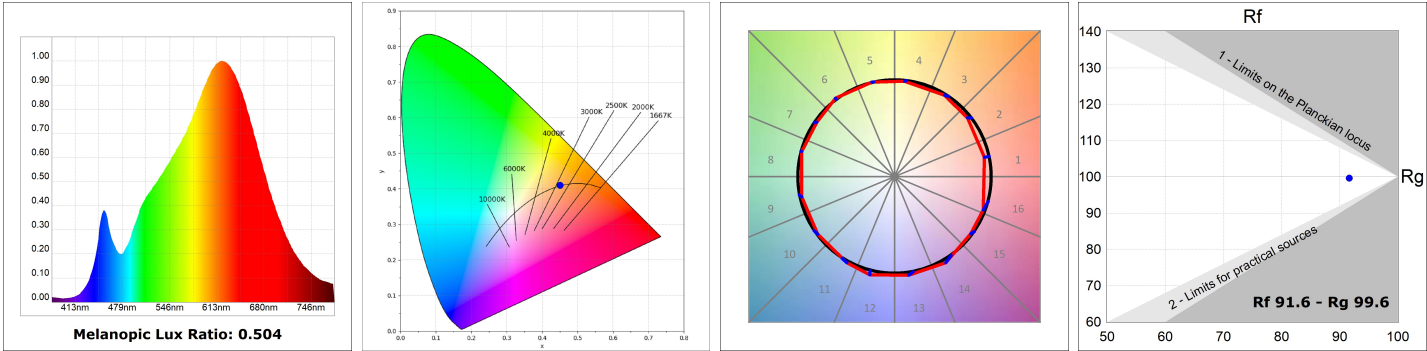 1.00
0.90
0.80
0.70
0.60
0.50
0.40
0.30
0.20
0.10
0.00
413nm 479nm 546nm 613nm 680nm 746nm
Melanopic Lux Ratio: 0.504
0.9
0.8
0.7
0.6
0.5
0.4
0.3
0.2
0.1
0.0
y
0.0 0.1 0.2 0.3 0.4 0.5 0.6 0.7 0.8
x
10000K
6000K
4000K
3000K
2500K
2000K
1667K
1
2
3
4
5
6
7
8
9
10
11
12
13
14
15
16
Rf
140
130
120
110
100
90
80
70
60
50 60 70 80 90 100
Rg
1 - Limits on the Planckian locus
2 - Limits for practical sources
Rf 91.6 - Rg 99.6